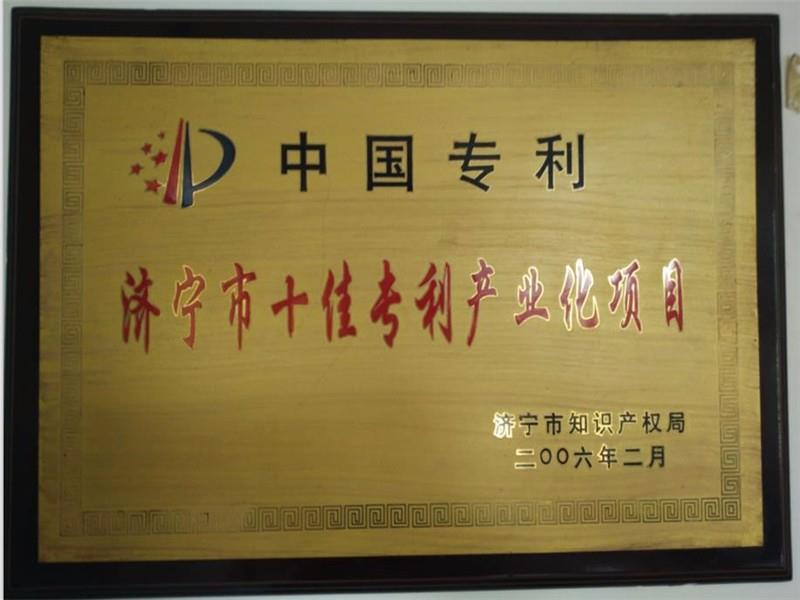 中国专利
济宁市十佳专利产业化项目
济宁市知识产权局
二〇〇六年二月